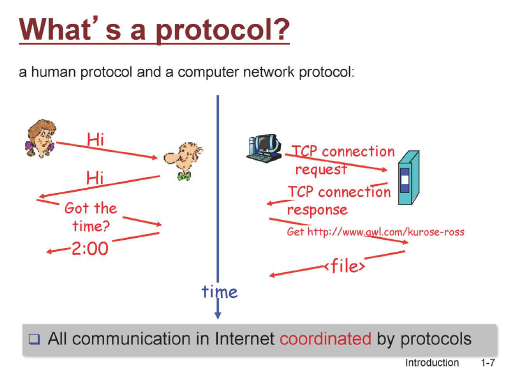 What's a protocol?
a human protocol and a computer network protocol:
Hi
Hi
Got the
time?
2:00
TCP connection
request
TCP connection
response
Get http://www.awl.com/kurose-ross
<file>
time
All communication in Internet coordinated by protocols
Introduction 1-7